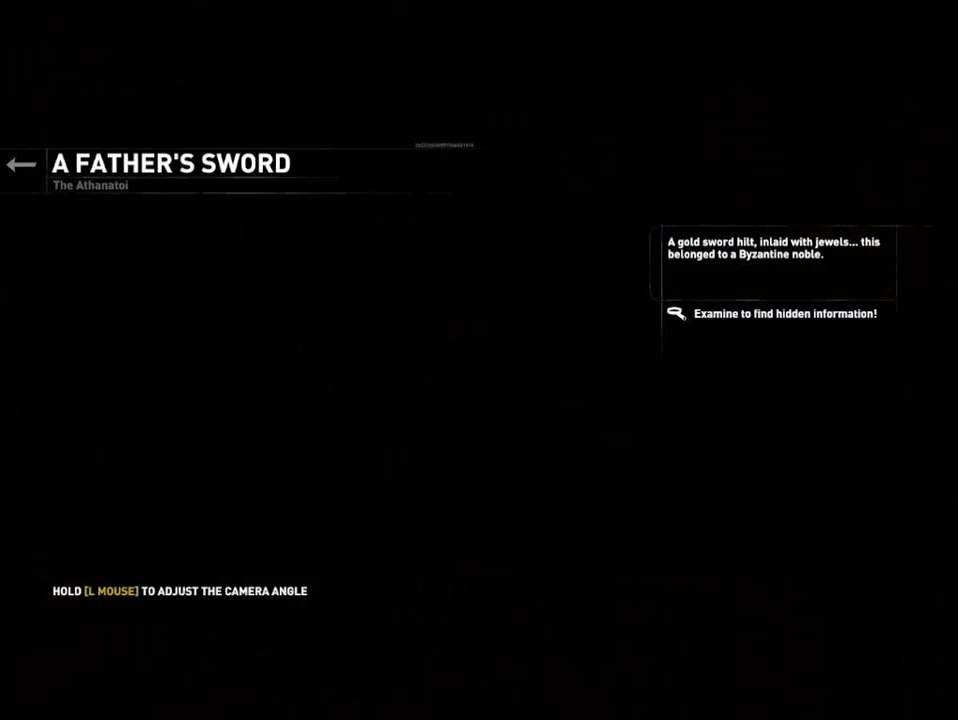 A FATHER'S SWORD
The Athanatoi
A gold sword hilt, inlaid with jewels... this
belonged to a Byzantine noble.
Examine to find hidden information!
HOLD [L MOUSE] TO ADJUST THE CAMERA ANGLE